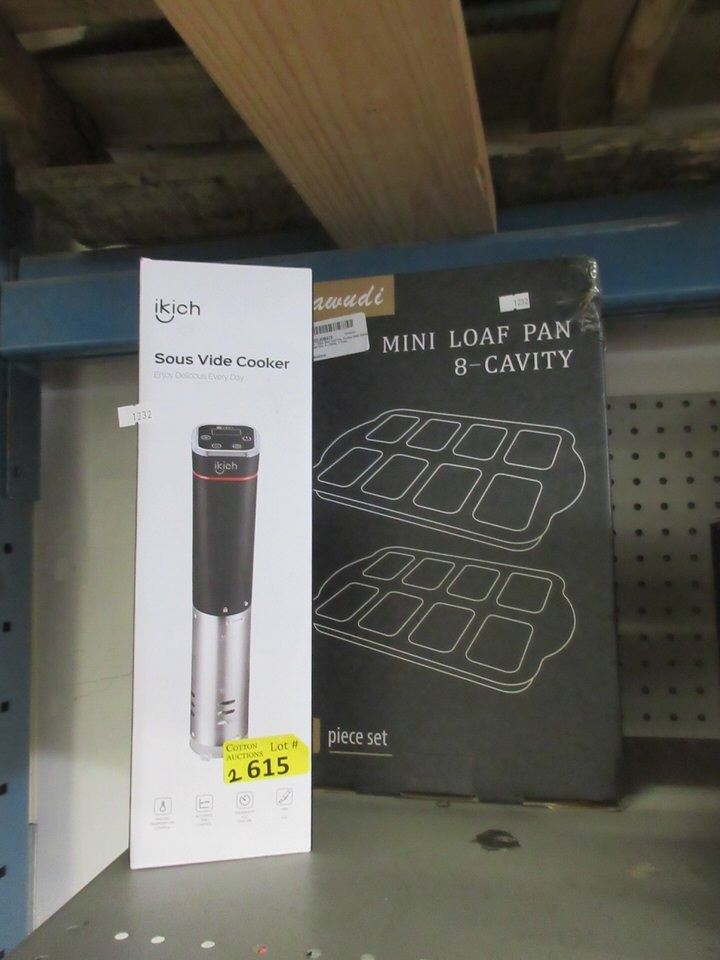 ikich
Sous Vide Cooker
Enjoy Delicious Every Day
1232
ikich
COTTON
AUCTIONS
Lot #
2 615
awudi
1232
MINI LOAF PAN
8-CAVITY
piece set